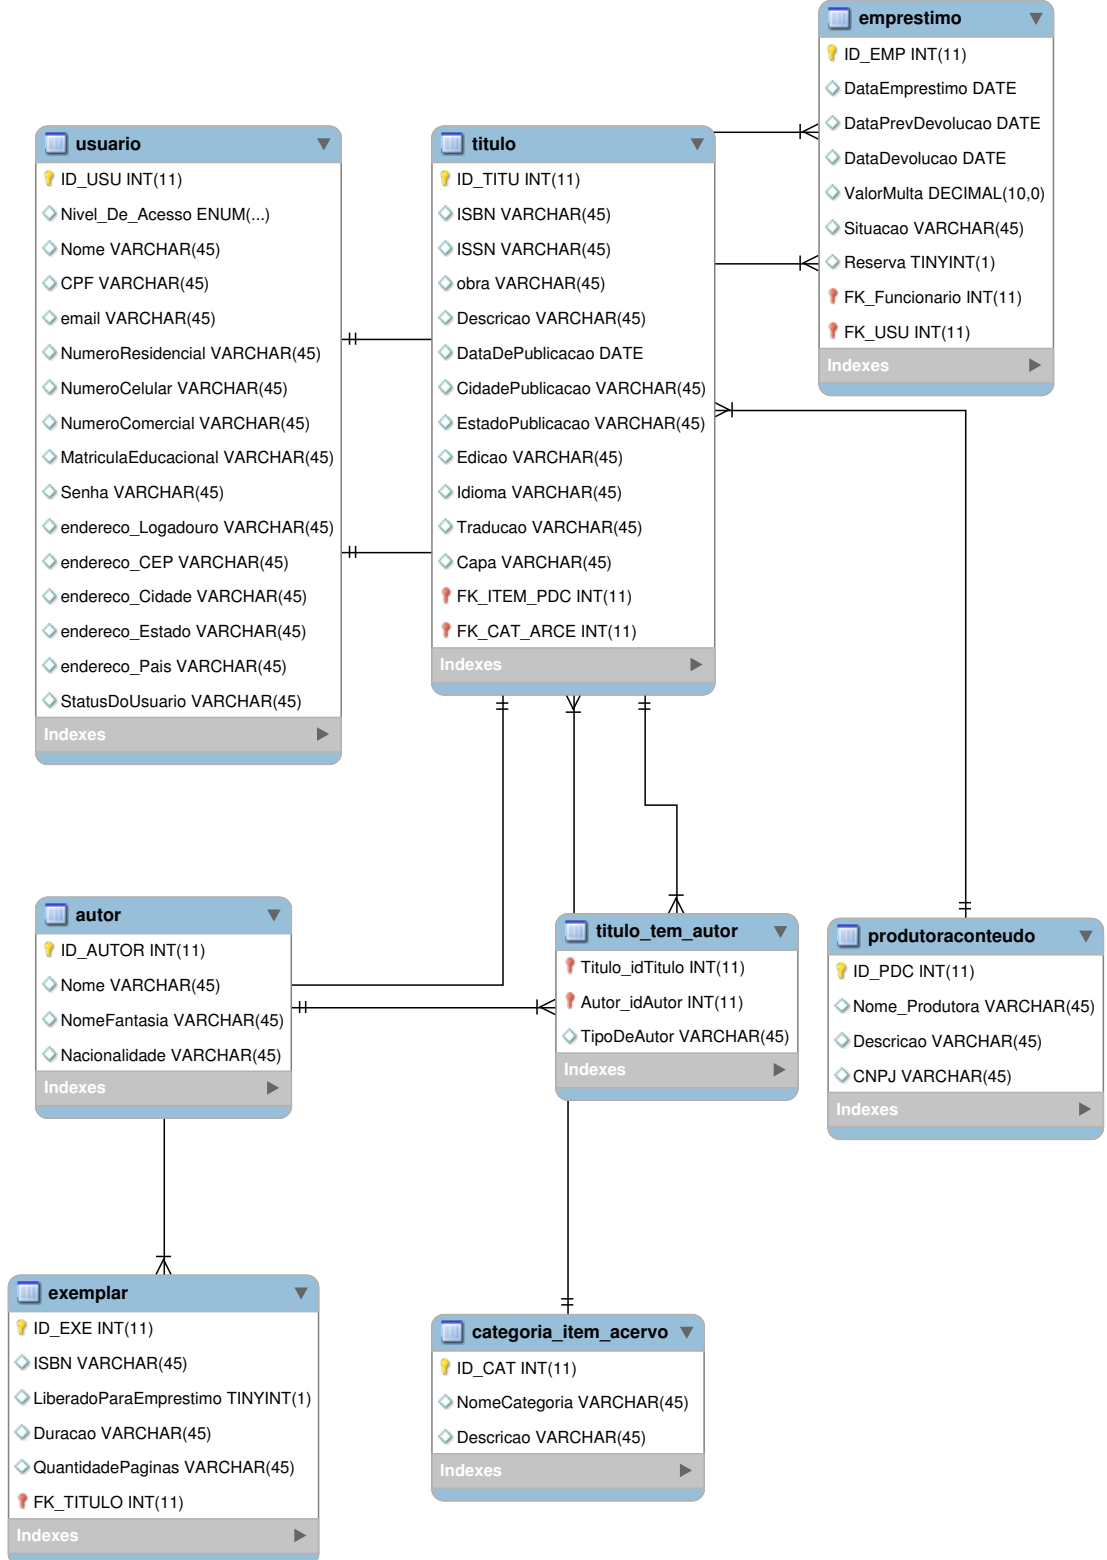 emprestimo
ID_EMP INT(11)
DataEmprestimo DATE
DataPrevDevolucao DATE
DataDevolucao DATE
ValorMulta DECIMAL(10,0)
Situacao VARCHAR(45)
Reserva TINYINT(1)
FK_Funcionario INT(11)
FK_USU INT(11)
Indexes
usuario
ID_USU INT(11)
Nivel_De_Acesso ENUM(...)
Nome VARCHAR(45)
CPF VARCHAR(45)
email VARCHAR(45)
NumeroResidencial VARCHAR(45)
NumeroCelular VARCHAR(45)
NumeroComercial VARCHAR(45)
MatriculaEducacional VARCHAR(45)
Senha VARCHAR(45)
endereco_Logadouro VARCHAR(45)
endereco_CEP VARCHAR(45)
endereco_Cidade VARCHAR(45)
endereco_Estado VARCHAR(45)
endereco_Pais VARCHAR(45)
StatusDoUsuario VARCHAR(45)
Indexes
titulo
ID_TITU INT(11)
ISBN VARCHAR(45)
ISSN VARCHAR(45)
obra VARCHAR(45)
Descricao VARCHAR(45)
DataDePublicacao DATE
CidadePublicacao VARCHAR(45)
EstadoPublicacao VARCHAR(45)
Edicao VARCHAR(45)
Idioma VARCHAR(45)
Traducao VARCHAR(45)
Capa VARCHAR(45)
FK_ITEM_PDC INT(11)
FK_CAT_ARCE INT(11)
Indexes
autor
ID_AUTOR INT(11)
Nome VARCHAR(45)
NomeFantasia VARCHAR(45)
Nacionalidade VARCHAR(45)
Indexes
titulo_tem_autor
Titulo_idTitulo INT(11)
Autor_idAutor INT(11)
TipoDeAutor VARCHAR(45)
Indexes
produtoraconteudo
ID_PDC INT(11)
Nome_Produtora VARCHAR(45)
Descricao VARCHAR(45)
CNPJ VARCHAR(45)
Indexes
exemplar
ID_EXE INT(11)
ISBN VARCHAR(45)
LiberadoParaEmprestimo TINYINT(1)
Duracao VARCHAR(45)
QuantidadePaginas VARCHAR(45)
FK_TITULO INT(11)
Indexes
categoria_item_acervo
ID_CAT INT(11)
NomeCategoria VARCHAR(45)
Descricao VARCHAR(45)
Indexes